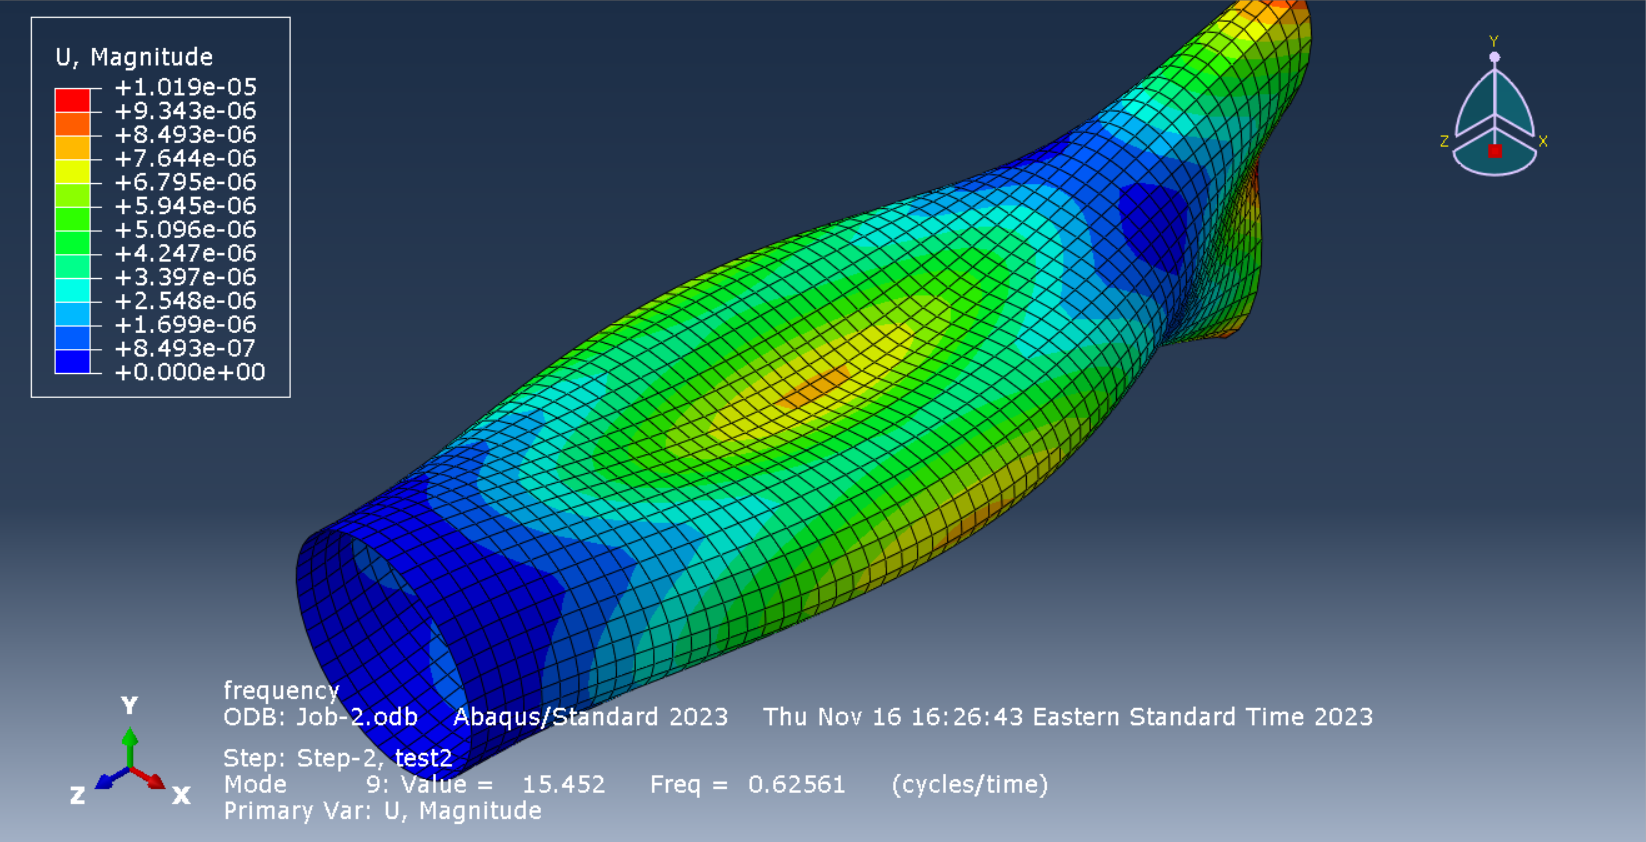 U, Magnitude
+1.019e-05
+9.343e-06
+8.493e-06
+7.644e-06
+6.795e-06
+5.945e-06
+5.096e-06
+4.247e-06
+3.397e-06
+2.548e-06
+1.699e-06
+8.493e-07
+0.000e+00
Y
Z X
Y
Z X
frequency
ODB: Job-2.odb Abaqus/Standard 2023 Thu Nov 16 16:26:43 Eastern Standard Time 2023
Step: Step-2, test2
Mode 9: Value = 15.452 Freq = 0.62561 (cycles/time)
Primary Var: U, Magnitude